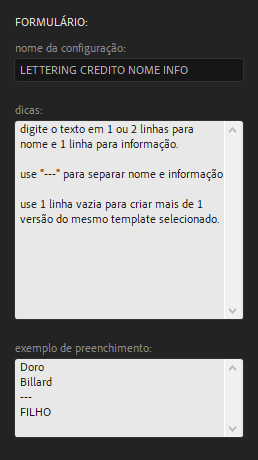 FORMULÁRIO:
nome da configuração:
LETTERING CREDITO NOME INFO
dicas:
digite o texto em 1 ou 2 linhas para
nome e 1 linha para informação.
use "---" para separar nome e informação
use 1 linha vazia para criar mais de 1
versão do mesmo template selecionado.
exemplo de preenchimento:
Doro
Billard
---
FILHO